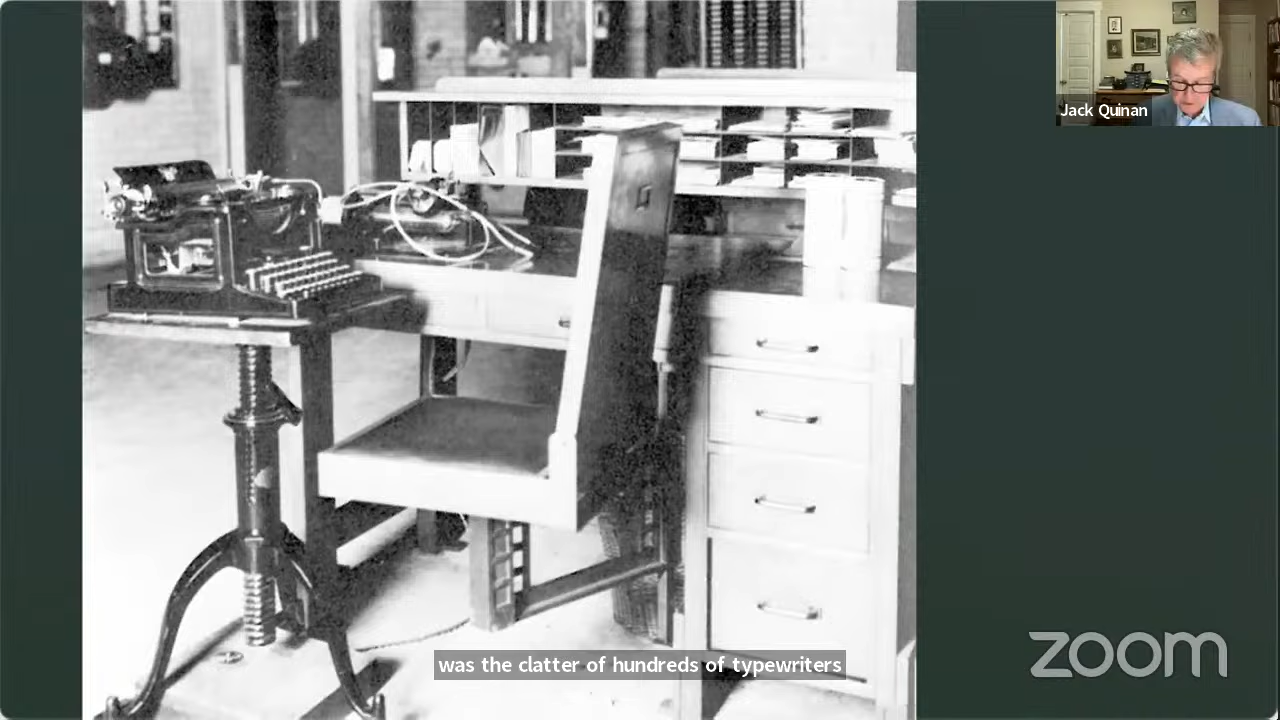 Jack Quinan
was the clatter of hundreds of typewriters
zoom